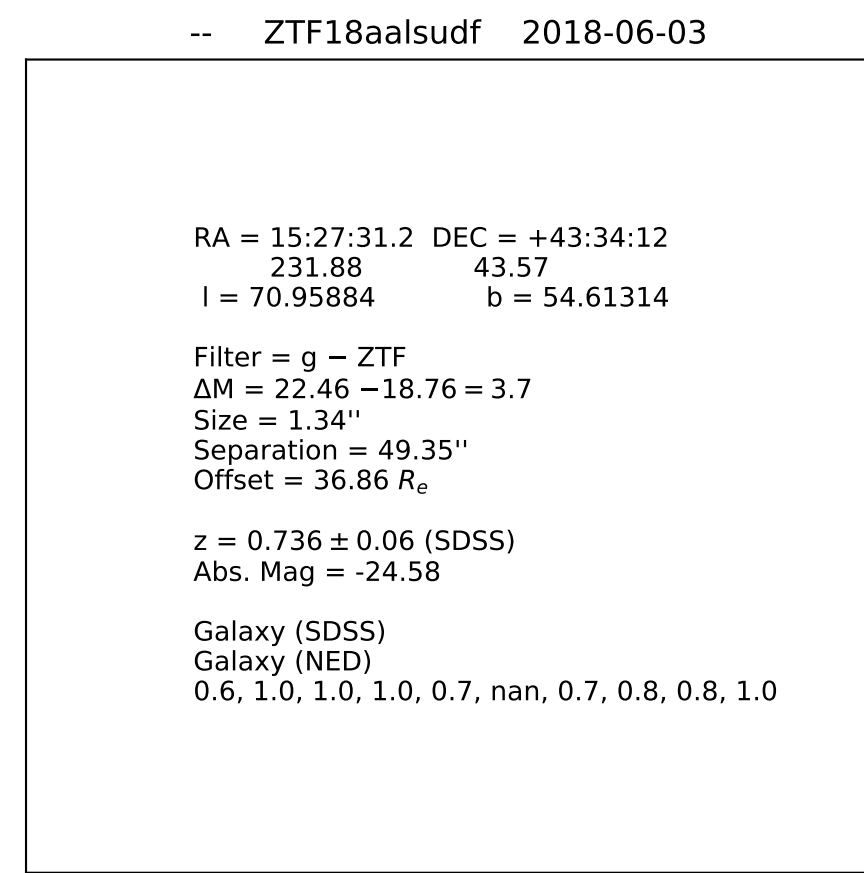 -- ZTF18aalsudf 2018-06-03
RA = 15:27:31.2 DEC = +43:34:12
231.88 43.57
l = 70.95884 b = 54.61314
Filter = g − ZTF
ΔM = 22.46 −18.76 = 3.7
Size = 1.34''
Separation = 49.35''
Offset = 36.86 Rₑ
z = 0.736 ± 0.06 (SDSS)
Abs. Mag = -24.58
Galaxy (SDSS)
Galaxy (NED)
0.6, 1.0, 1.0, 1.0, 0.7, nan, 0.7, 0.8, 0.8, 1.0